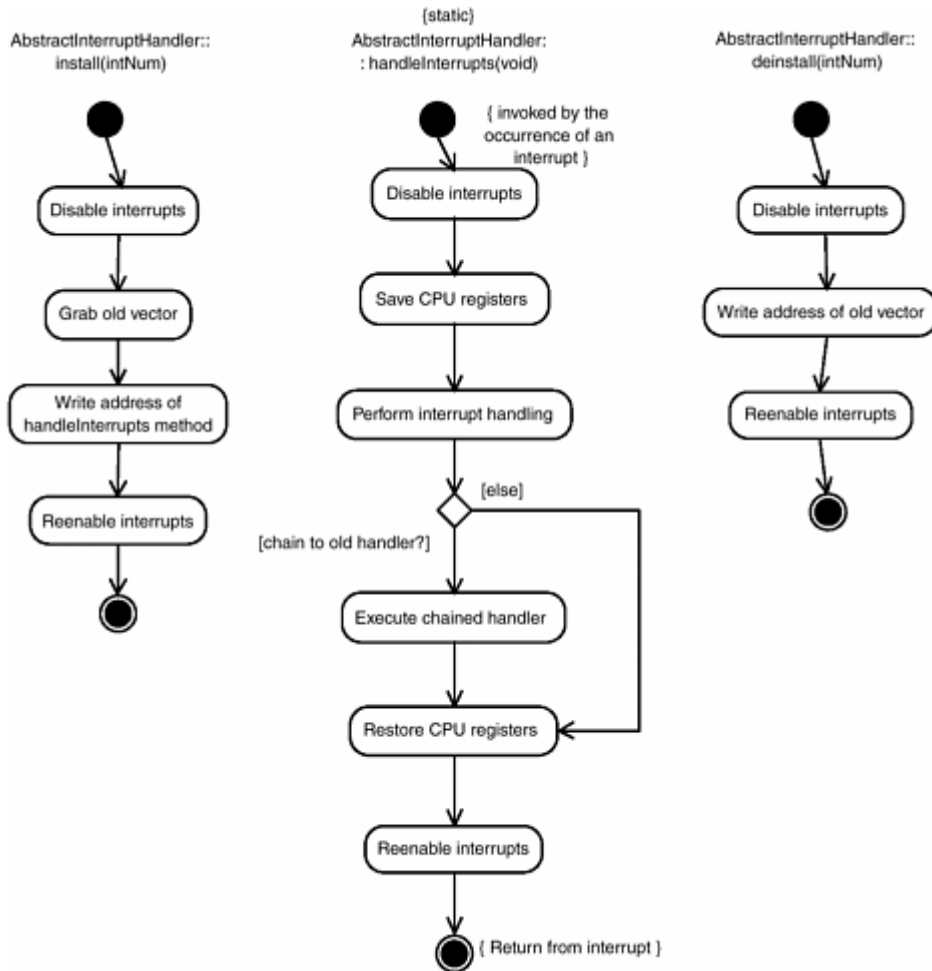 AbstractInterruptHandler::
install(intNum)
Disable interrupts
Grab old vector
Write address of
handleInterrupts method
Reenable interrupts
{static}
AbstractInterruptHandler:
: handleInterrupts(void)
{ invoked by the
occurrence of an
interrupt }
Disable interrupts
Save CPU registers
Perform interrupt handling
[else]
[chain to old handler?]
Execute chained handler
Restore CPU registers
Reenable interrupts
{ Return from interrupt }
AbstractInterruptHandler::
deinstall(intNum)
Disable interrupts
Write address of old vector
Reenable interrupts